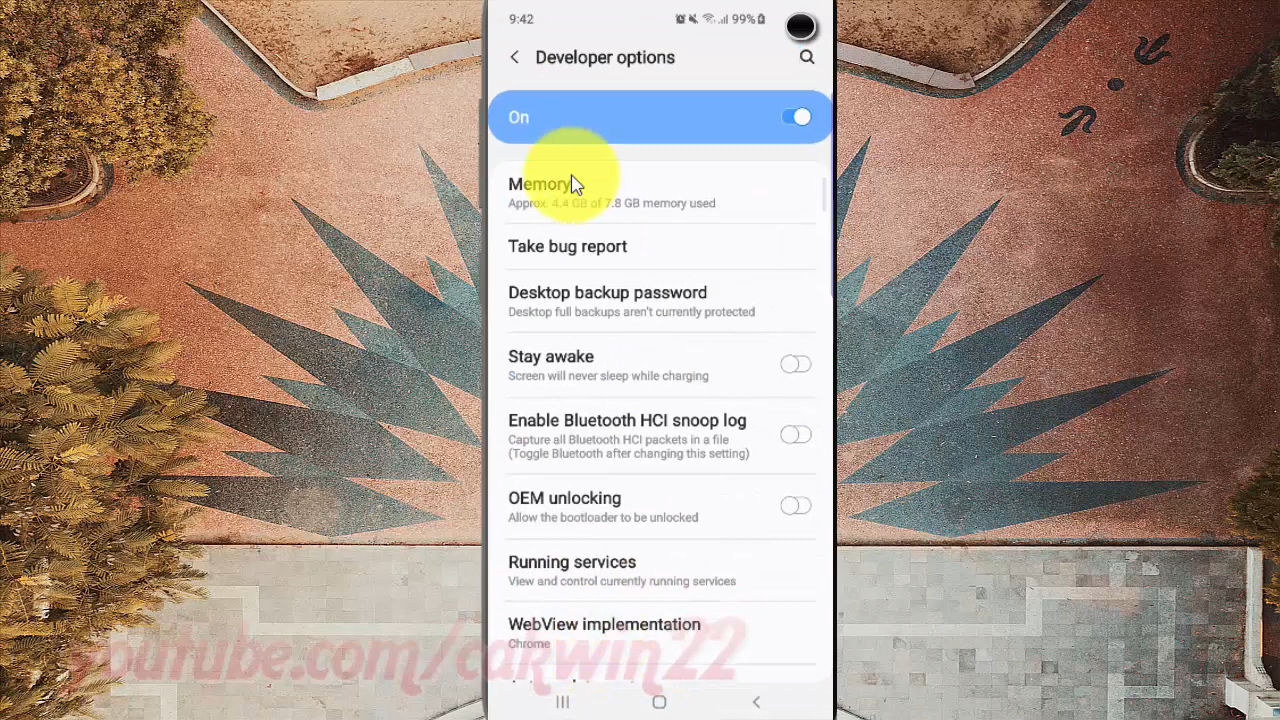 9:42
99%
Developer options
On
Memory
Approx. 4.4 GB of 7.8 GB memory used
Take bug report
Desktop backup password
Desktop full backups aren't currently protected
Stay awake
Screen will never sleep while charging
Enable Bluetooth HCI snoop log
Capture all Bluetooth HCI packets in a file
(Toggle Bluetooth after changing this setting)
OEM unlocking
Allow the bootloader to be unlocked
Running services
View and control currently running services
WebView implementation
Chrome
youtube.com/cakwin22